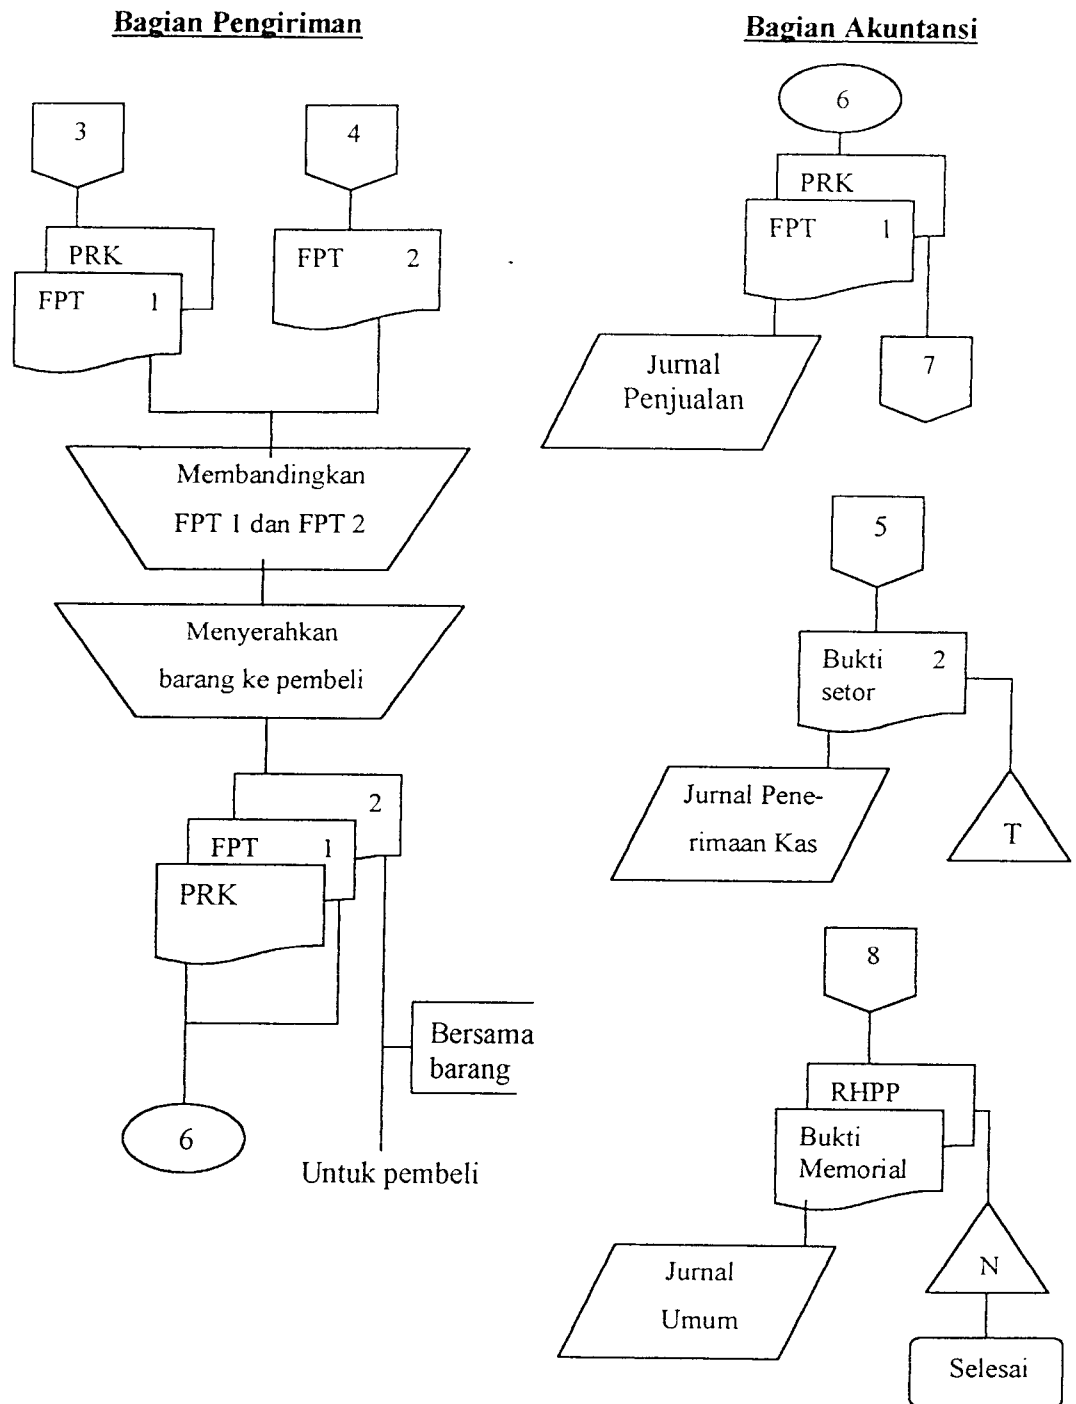 Bagian Pengiriman
3
4
PRK
FPT 1
FPT 2
Membandingkan
FPT 1 dan FPT 2
Menyerahkan
barang ke pembeli
2
FPT 1
PRK
Bersama
barang
6
Untuk pembeli
Bagian Akuntansi
6
PRK
FPT 1
Jurnal
Penjualan
7
5
Bukti 2
setor
Jurnal Pene-
rimaan Kas
T
8
RHPP
Bukti
Memorial
Jurnal
Umum
N
Selesai